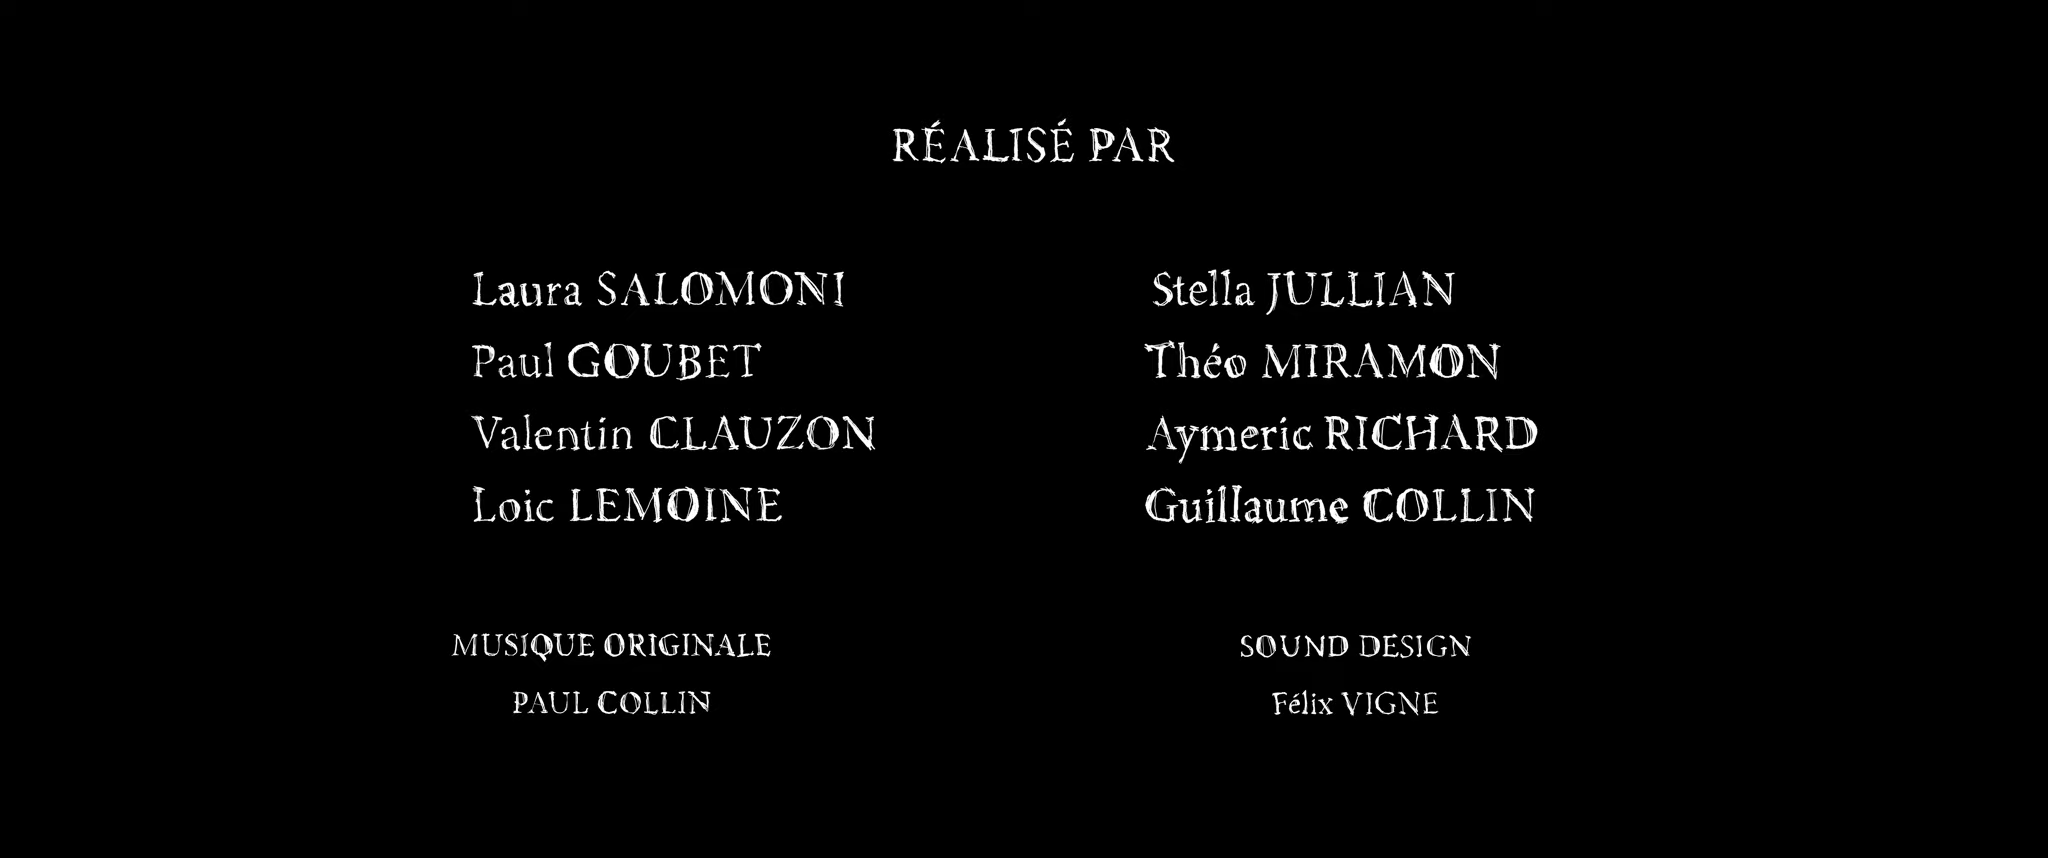 RÉALISÉ PAR
Laura SALOMONI
Stella JULLIAN
Paul GOUBET
Théo MIRAMON
Valentin CLAUZON
Aymeric RICHARD
Loic LEMOINE
Guillaume COLLIN
MUSIQUE ORIGINALE
PAUL COLLIN
SOUND DESIGN
Félix VIGNE